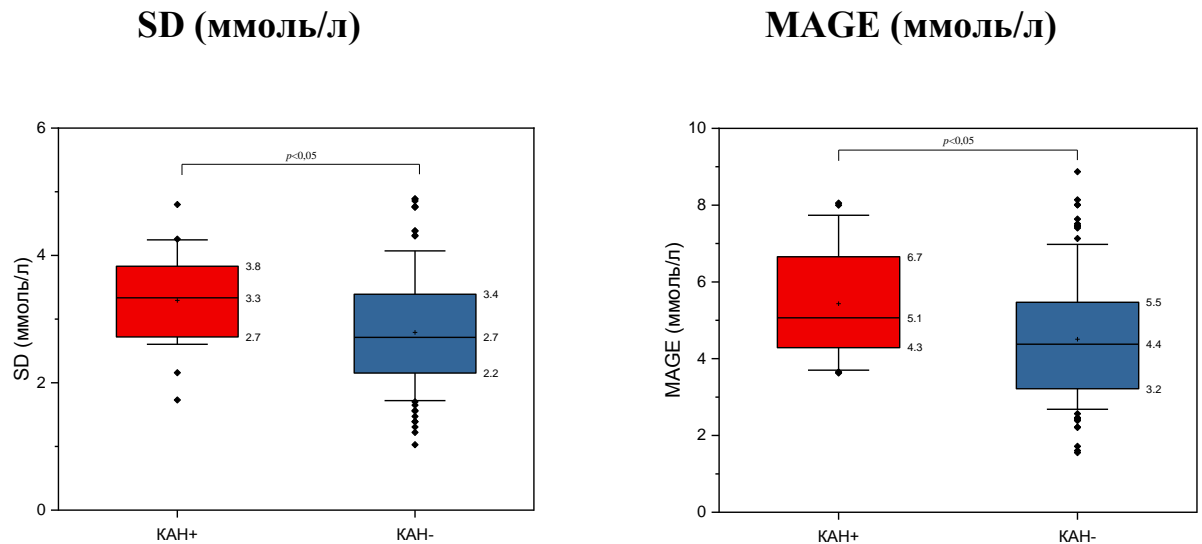 SD (ммоль/л)
MAGE (ммоль/л)
6
4
2
0
SD (ммоль/л)
p<0,05
3.8
3.3
2.7
3.4
2.7
2.2
КАН+
КАН-
10
8
6
4
2
0
MAGE (ммоль/л)
p<0,05
6.7
5.1
4.3
5.5
4.4
3.2
КАН+
КАН-